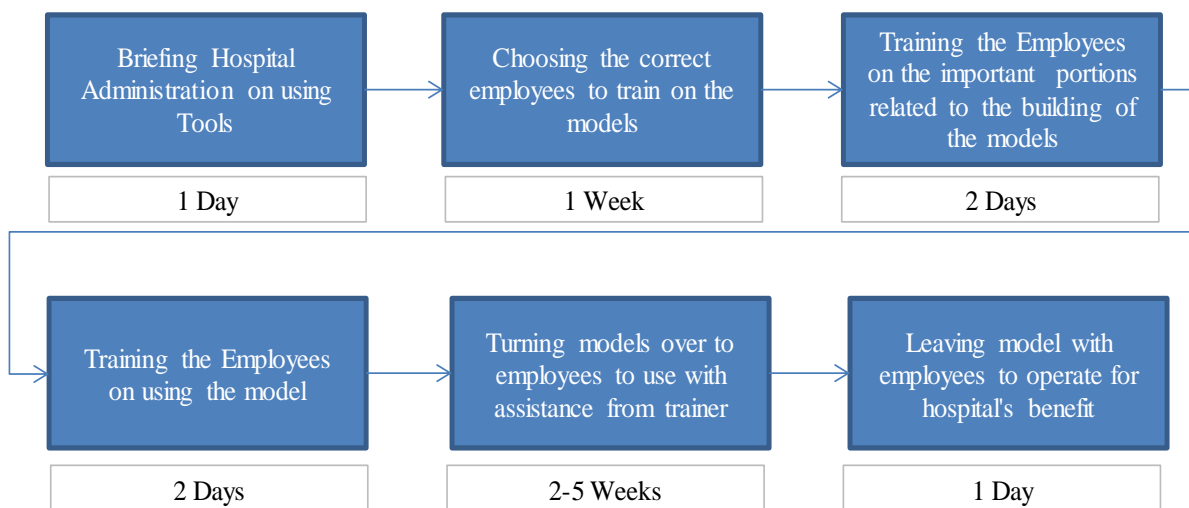 Briefing Hospital
Administration on using
Tools
1 Day
Choosing the correct
employees to train on the
models
1 Week
Training the Employees
on the important portions
related to the building of
the models
2 Days
Training the Employees
on using the model
2 Days
Turning models over to
employees to use with
assistance from trainer
2-5 Weeks
Leaving model with
employees to operate for
hospital's benefit
1 Day